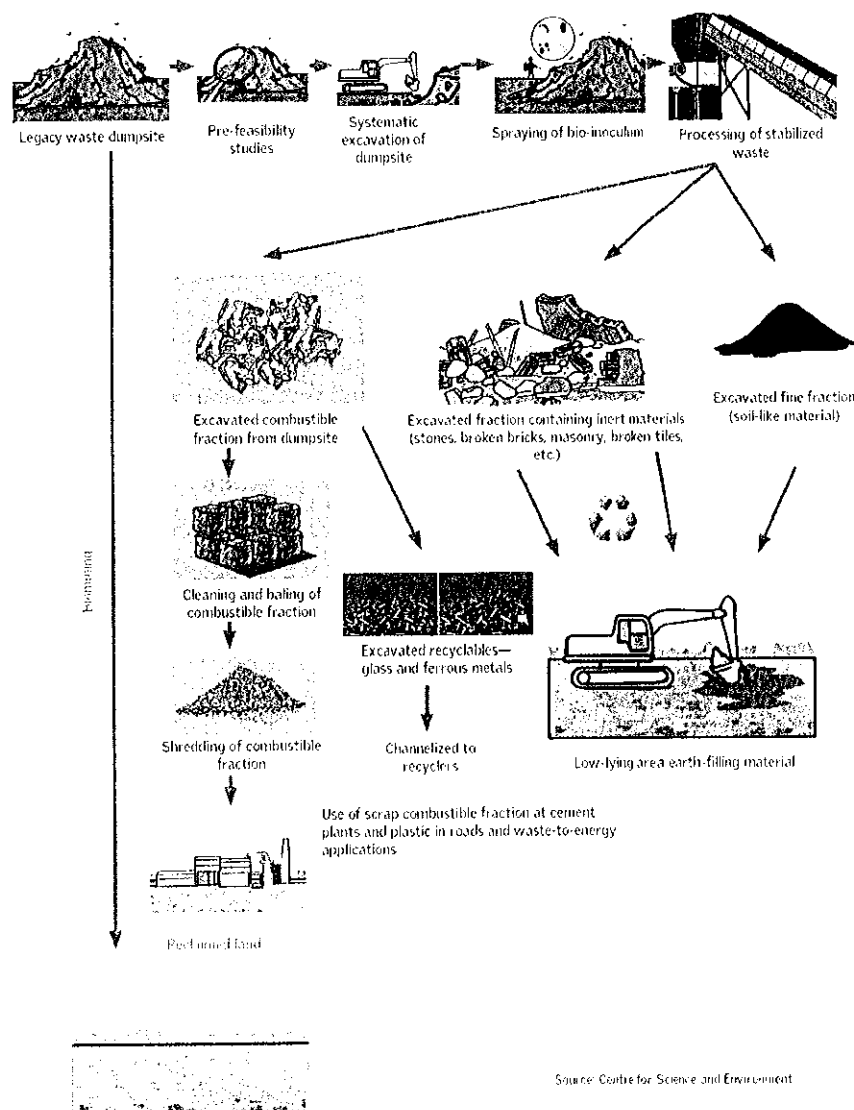 Legacy waste dumpsite
Pre-feasibility
studies
Systematic
excavation of
dumpsite
Spraying of bio-inoculum
Processing of stabilized
waste
Excavated combustible
fraction from dumpsite
Excavated fraction containing inert materials
(stones, broken bricks, masonry, broken tiles,
etc.)
Excavated fine fraction
(soil-like material)
Biomining
Cleaning and baling of
combustible fraction
Excavated recyclables—
glass and ferrous metals
Shredding of combustible
fraction
Channelized to
recyclers
Low-lying area earth-filling material
Use of scrap combustible fraction at cement
plants and plastic in roads and waste-to-energy
applications
land
Source: Centre for Science and Environment